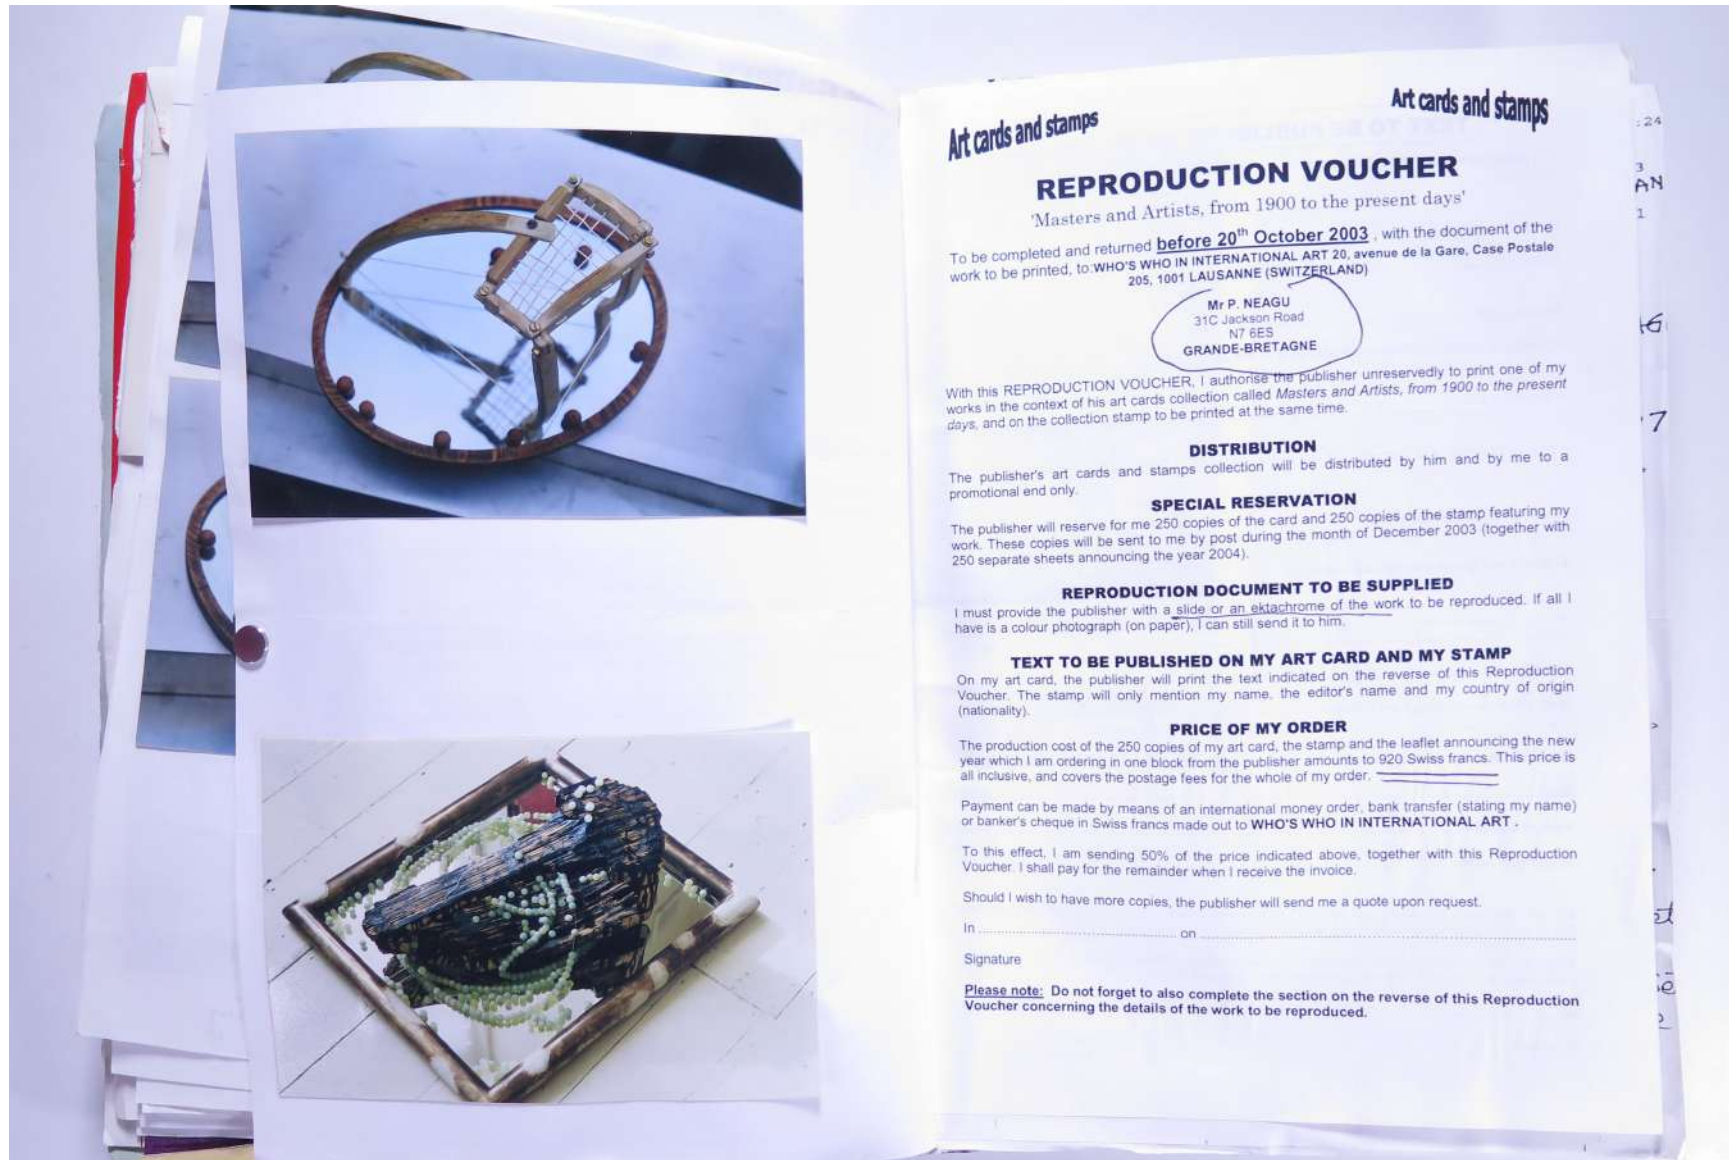 Art cards and stamps
Art cards and stamps
REPRODUCTION VOUCHER
'Masters and Artists, from 1900 to the present days'
To be completed and returned before 20th October 2003 , with the document of the
work to be printed, to:WHO'S WHO IN INTERNATIONAL ART 20, avenue de la Gare, Case Postale
205, 1001 LAUSANNE (SWITZERLAND)
Mr P. NEAGU
31C Jackson Road
N7 6ES
GRANDE-BRETAGNE
With this REPRODUCTION VOUCHER, I authorise the publisher unreservedly to print one of my
works in the context of his art cards collection called Masters and Artists, from 1900 to the present
days, and on the collection stamp to be printed at the same time.
DISTRIBUTION
The publisher's art cards and stamps collection will be distributed by him and by me to a
promotional end only.
SPECIAL RESERVATION
The publisher will reserve for me 250 copies of the card and 250 copies of the stamp featuring my
work. These copies will be sent to me by post during the month of December 2003 (together with
250 separate sheets announcing the year 2004).
REPRODUCTION DOCUMENT TO BE SUPPLIED
I must provide the publisher with a slide or an ektachrome of the work to be reproduced. If all I
have is a colour photograph (on paper), I can still send it to him.
TEXT TO BE PUBLISHED ON MY ART CARD AND MY STAMP
On my art card, the publisher will print the text indicated on the reverse of this Reproduction
Voucher. The stamp will only mention my name, the editor's name and my country of origin
(nationality).
PRICE OF MY ORDER
The production cost of the 250 copies of my art card, the stamp and the leaflet announcing the new
year which I am ordering in one block from the publisher amounts to 920 Swiss francs. This price is
all inclusive, and covers the postage fees for the whole of my order.
Payment can be made by means of an international money order, bank transfer (stating my name)
or banker's cheque in Swiss francs made out to WHO'S WHO IN INTERNATIONAL ART .
To this effect, I am sending 50% of the price indicated above, together with this Reproduction
Voucher. I shall pay for the remainder when I receive the invoice.
Should I wish to have more copies, the publisher will send me a quote upon request.
In ........................................ on ........................................
Signature
Please note: Do not forget to also complete the section on the reverse of this Reproduction
Voucher concerning the details of the work to be reproduced.
:24
3
AN
1
7